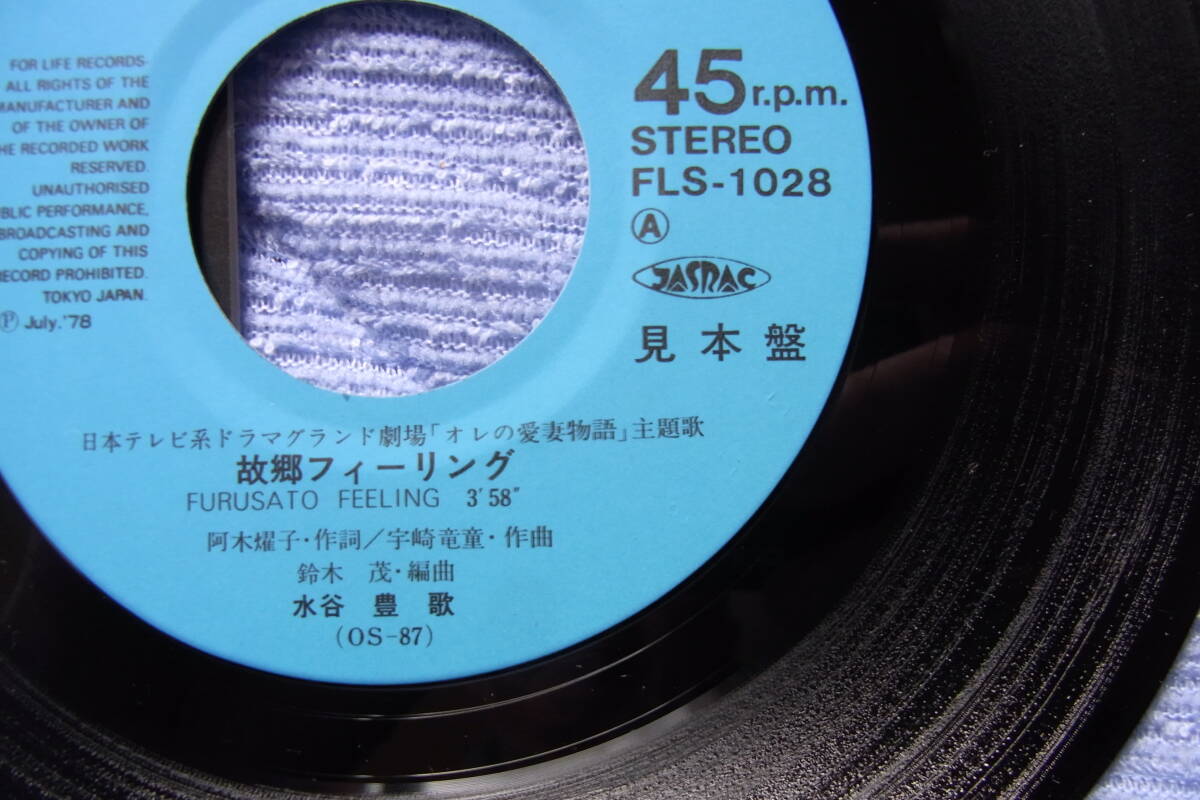 FOR LIFE RECORDS-
ALL RIGHTS OF THE
MANUFACTURER AND
OF THE OWNER OF
THE RECORDED WORK
RESERVED.
UNAUTHORISED
PUBLIC PERFORMANCE,
BROADCASTING AND
COPYING OF THIS
RECORD PROHIBITED.
TOKYO JAPAN.
Ⓟ July.'78
45 r.p.m.
STEREO
FLS-1028
Ⓐ
JASRAC
見本盤
日本テレビ系ドラマグランド劇場「オレの愛妻物語」主題歌
故郷フィーリング
FURUSATO FEELING 3'58"
阿木燿子・作詞／宇崎竜童・作曲
鈴木 茂・編曲
水谷 豊 歌
(OS-87)